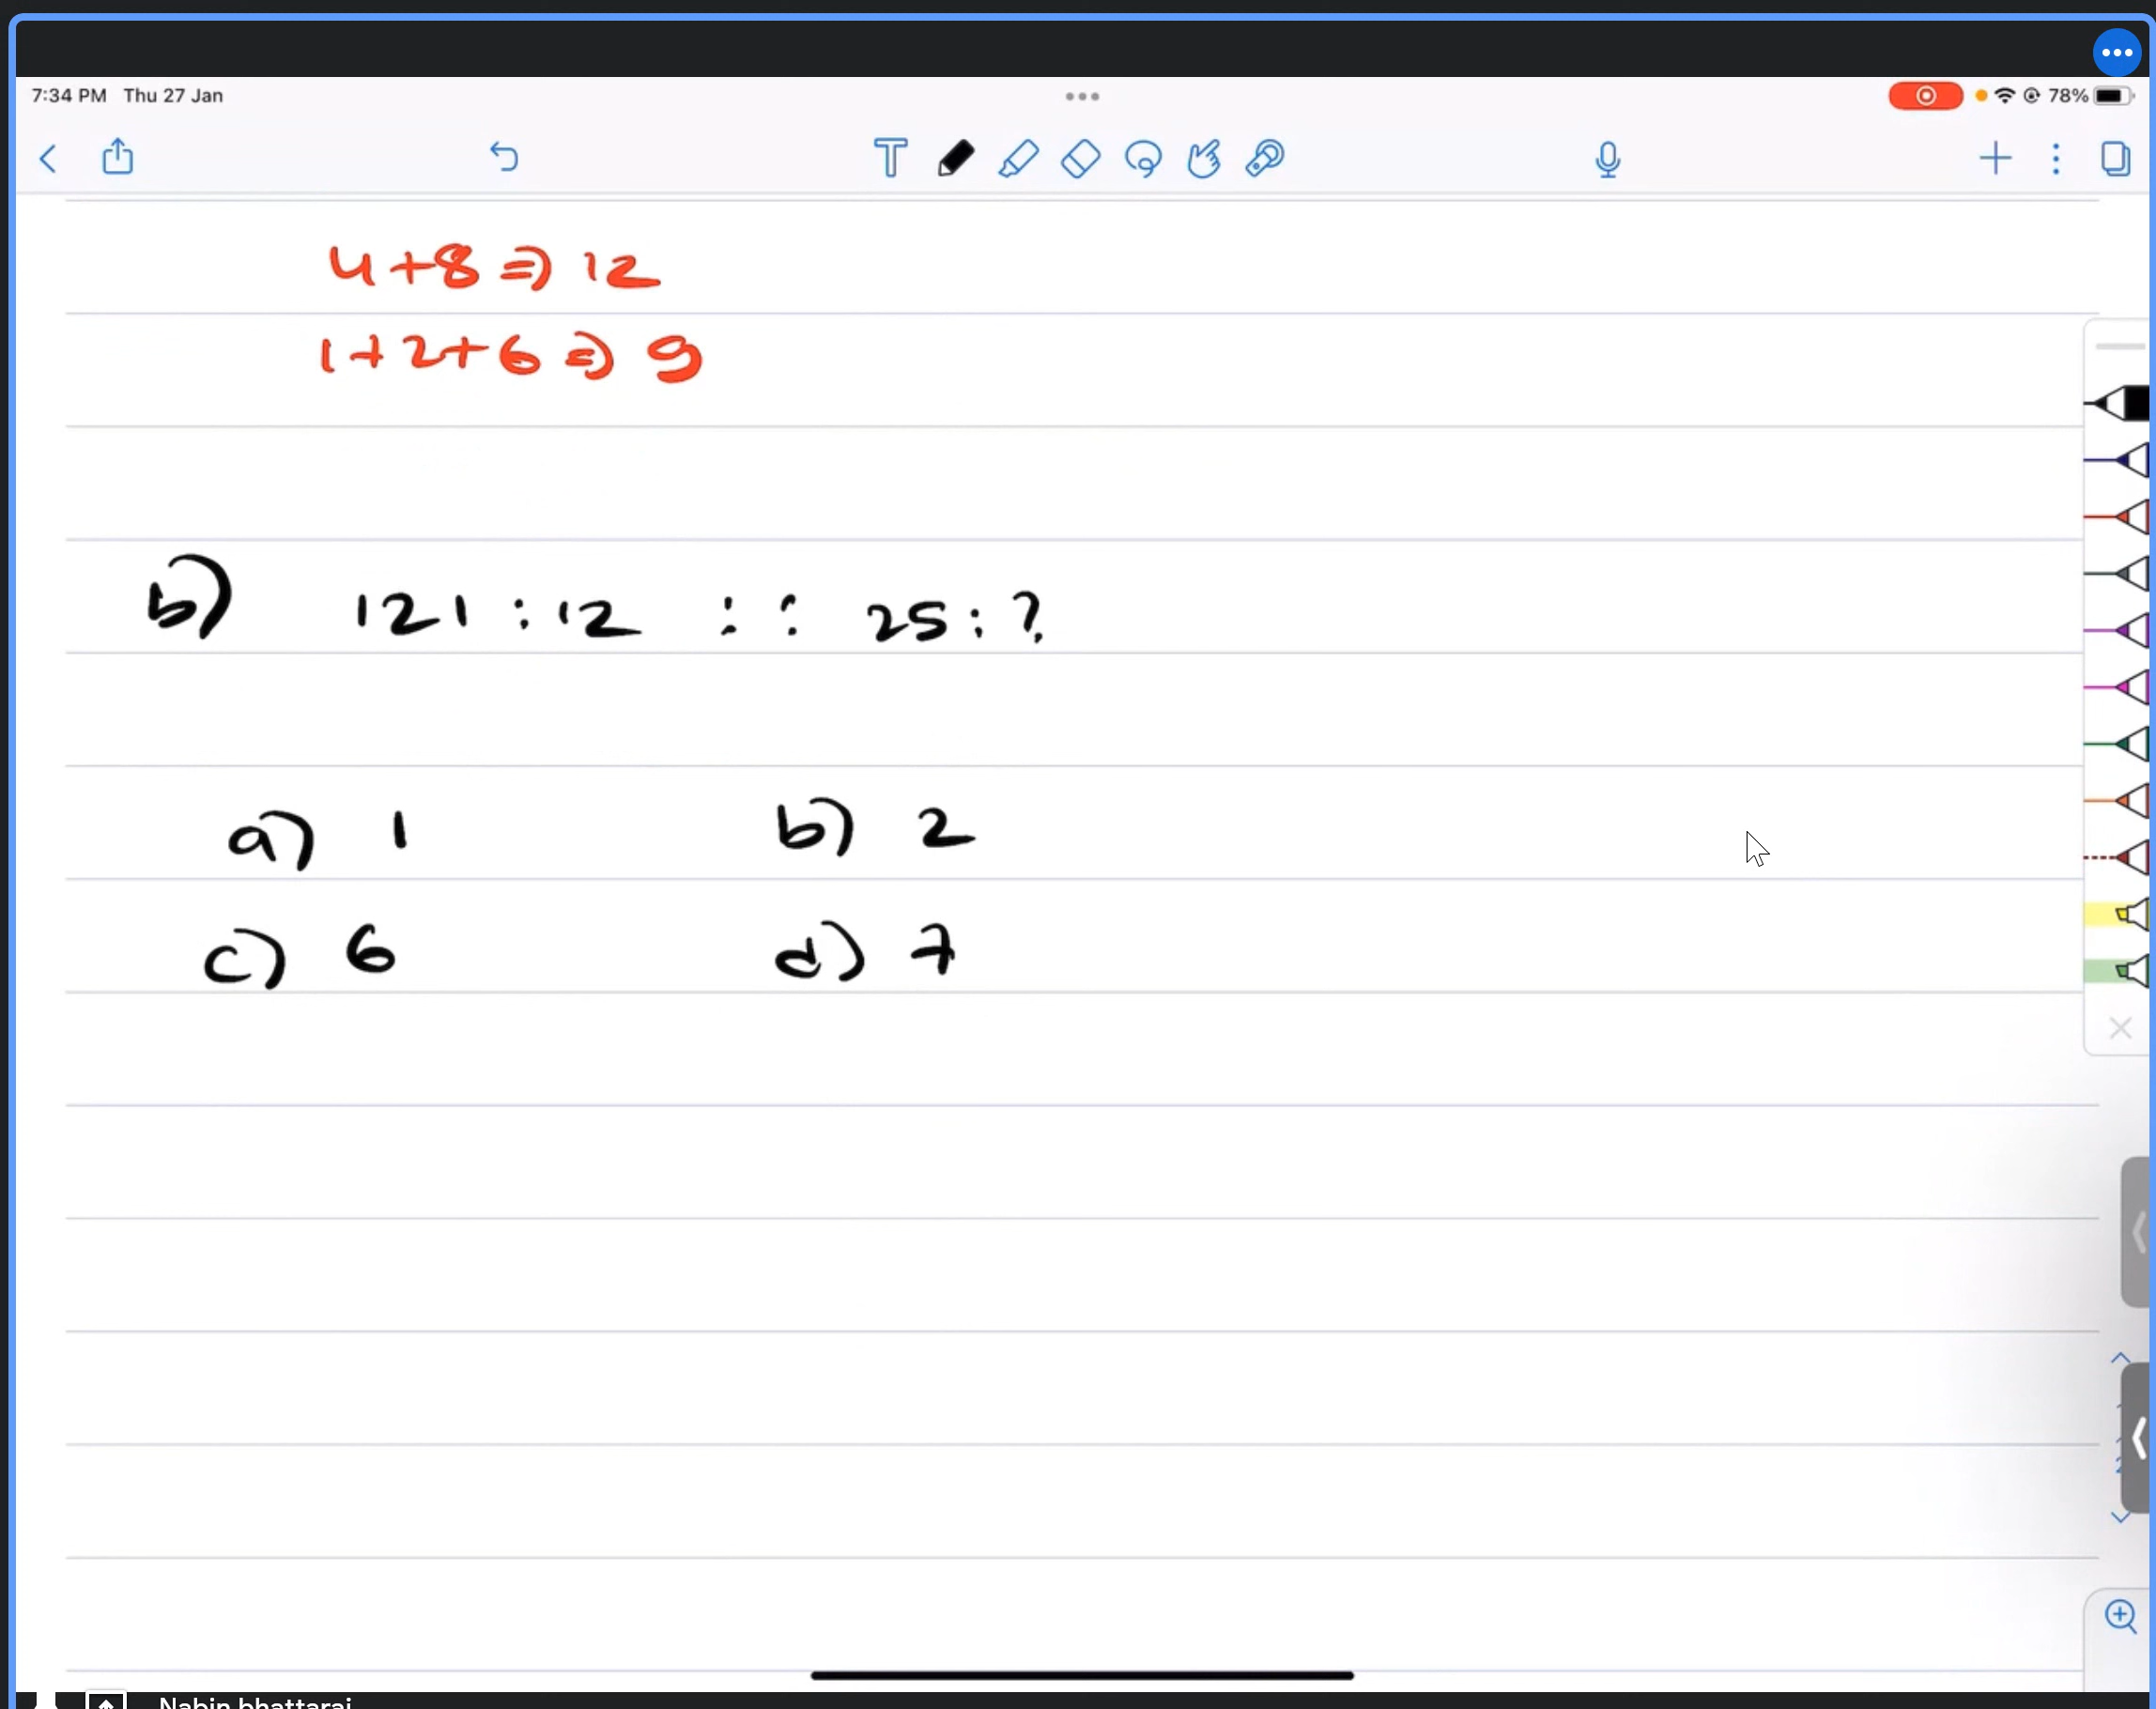 7:34 PM Thu 27 Jan
78%
4+8 ⇒ 12
1+2+6 ⇒ 9
b) 121 : 12 : : 25 : ?
a) 1 b) 2
c) 6 d) 7
Nabin bhattarai